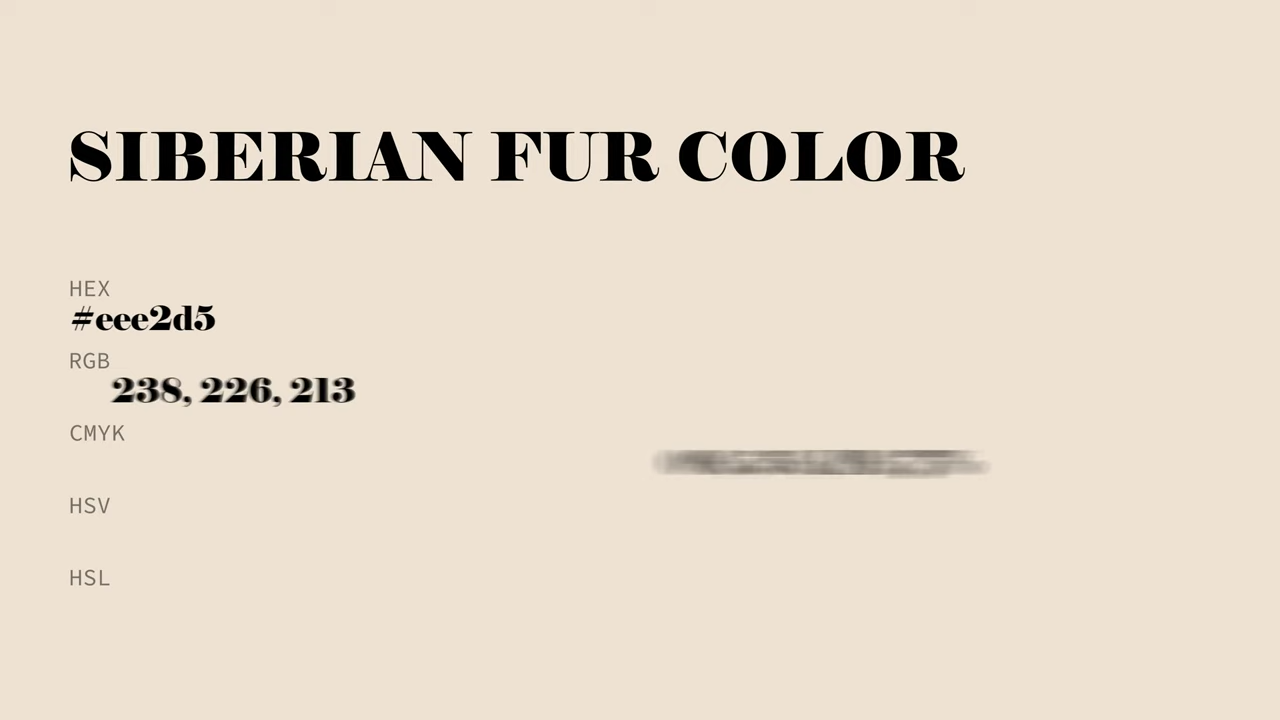 SIBERIAN FUR COLOR
HEX
#eee2d5
RGB
238, 226, 213
CMYK
HSV
HSL